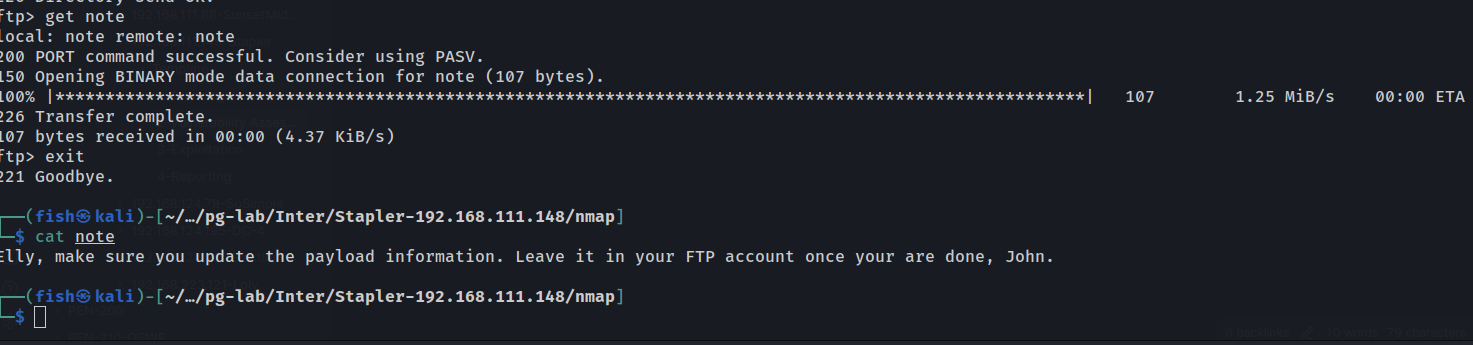 ftp> get note
local: note remote: note
200 PORT command successful. Consider using PASV.
150 Opening BINARY mode data connection for note (107 bytes).
100% |*******************************************************************************************************| 107 1.25 MiB/s 00:00 ETA
226 Transfer complete.
107 bytes received in 00:00 (4.37 KiB/s)
ftp> exit
221 Goodbye.
┌──(fish㉿kali)-[~/…/pg-lab/Inter/Stapler-192.168.111.148/nmap]
└─$ cat note
Elly, make sure you update the payload information. Leave it in your FTP account once your are done, John.
┌──(fish㉿kali)-[~/…/pg-lab/Inter/Stapler-192.168.111.148/nmap]
└─$